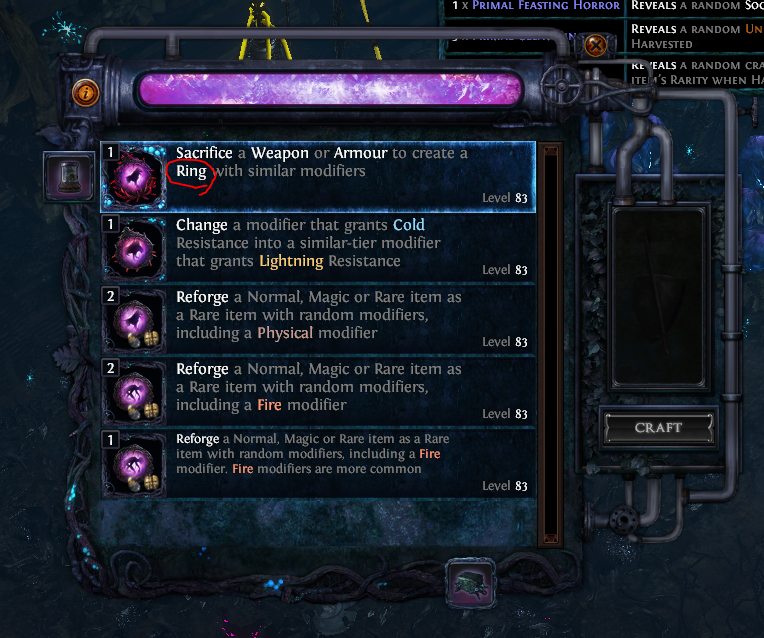 1 x Primal Feasting Horror
Reveals a random Soc
Reveals a random Un
Harvested
Reveals a random cra
item's Rarity when Ha
1
Sacrifice a Weapon or Armour to create a
Ring with similar modifiers
Level 83
1
Change a modifier that grants Cold
Resistance into a similar-tier modifier
that grants Lightning Resistance
Level 83
2
Reforge a Normal, Magic or Rare item as
a Rare item with random modifiers,
including a Physical modifier
Level 83
2
Reforge a Normal, Magic or Rare item as
a Rare item with random modifiers,
including a Fire modifier
Level 83
1
Reforge a Normal, Magic or Rare item as a Rare
item with random modifiers, including a Fire
modifier. Fire modifiers are more common
Level 83
CRAFT